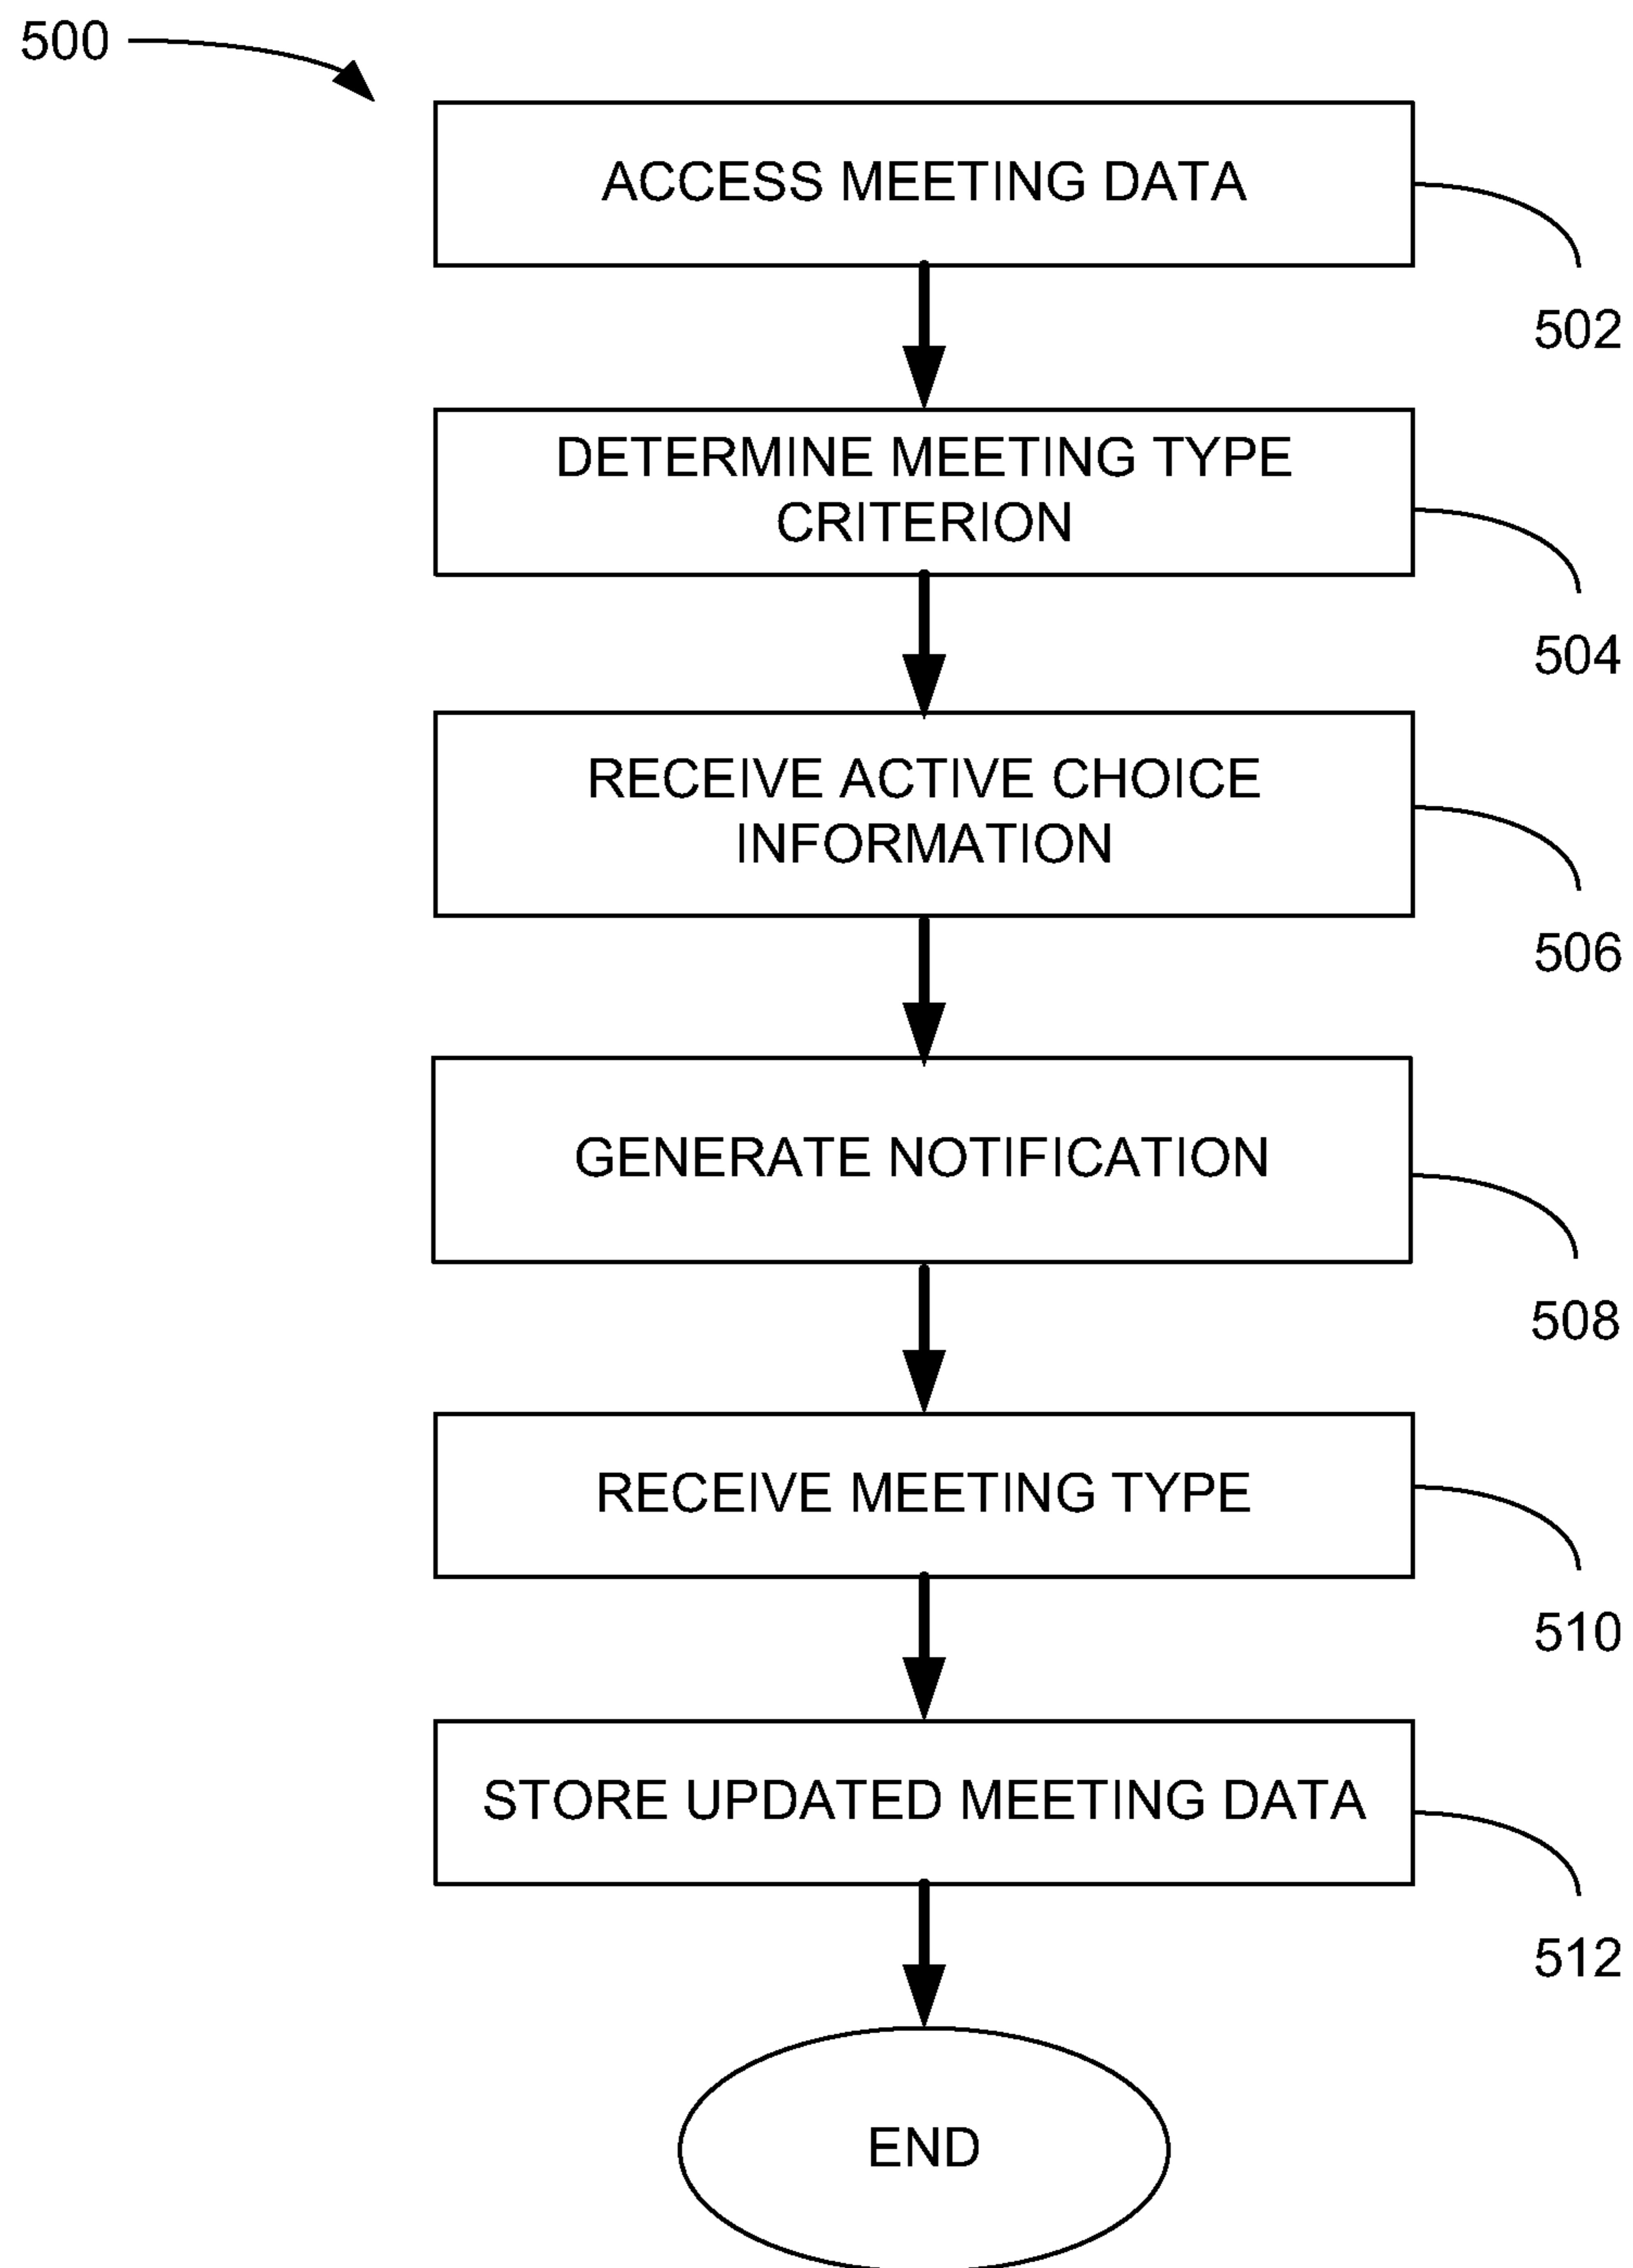 500
ACCESS MEETING DATA
502
DETERMINE MEETING TYPE
CRITERION
504
RECEIVE ACTIVE CHOICE
INFORMATION
506
GENERATE NOTIFICATION
508
RECEIVE MEETING TYPE
510
STORE UPDATED MEETING DATA
512
END